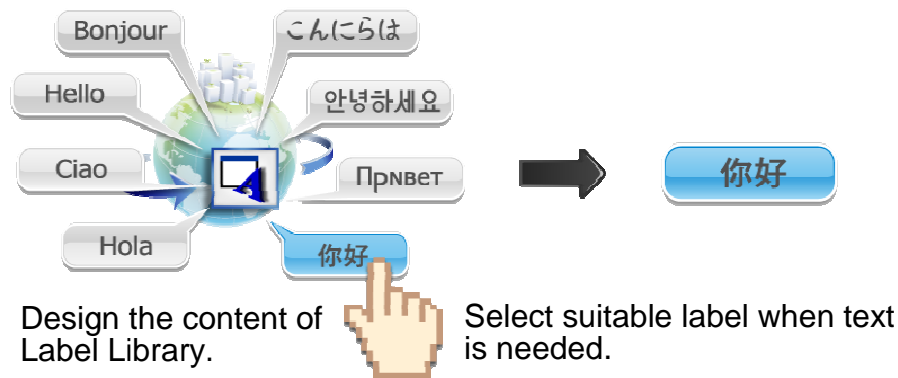 Bonjour
こんにらは
Hello
안녕하세요
Ciao
ПрNвет
Hola
你好
你好
Design the content of
Label Library.
Select suitable label when text
is needed.